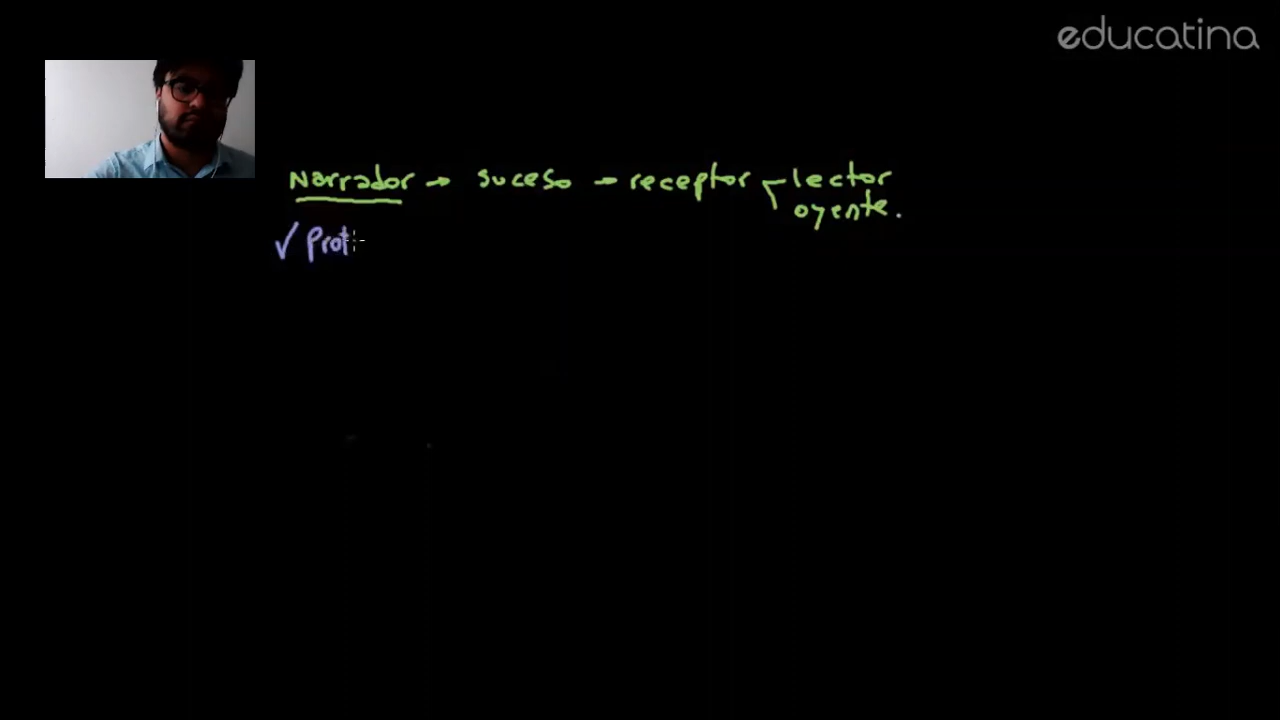 educatina
Narrador → suceso → receptor lector
oyente.
✓ Prot